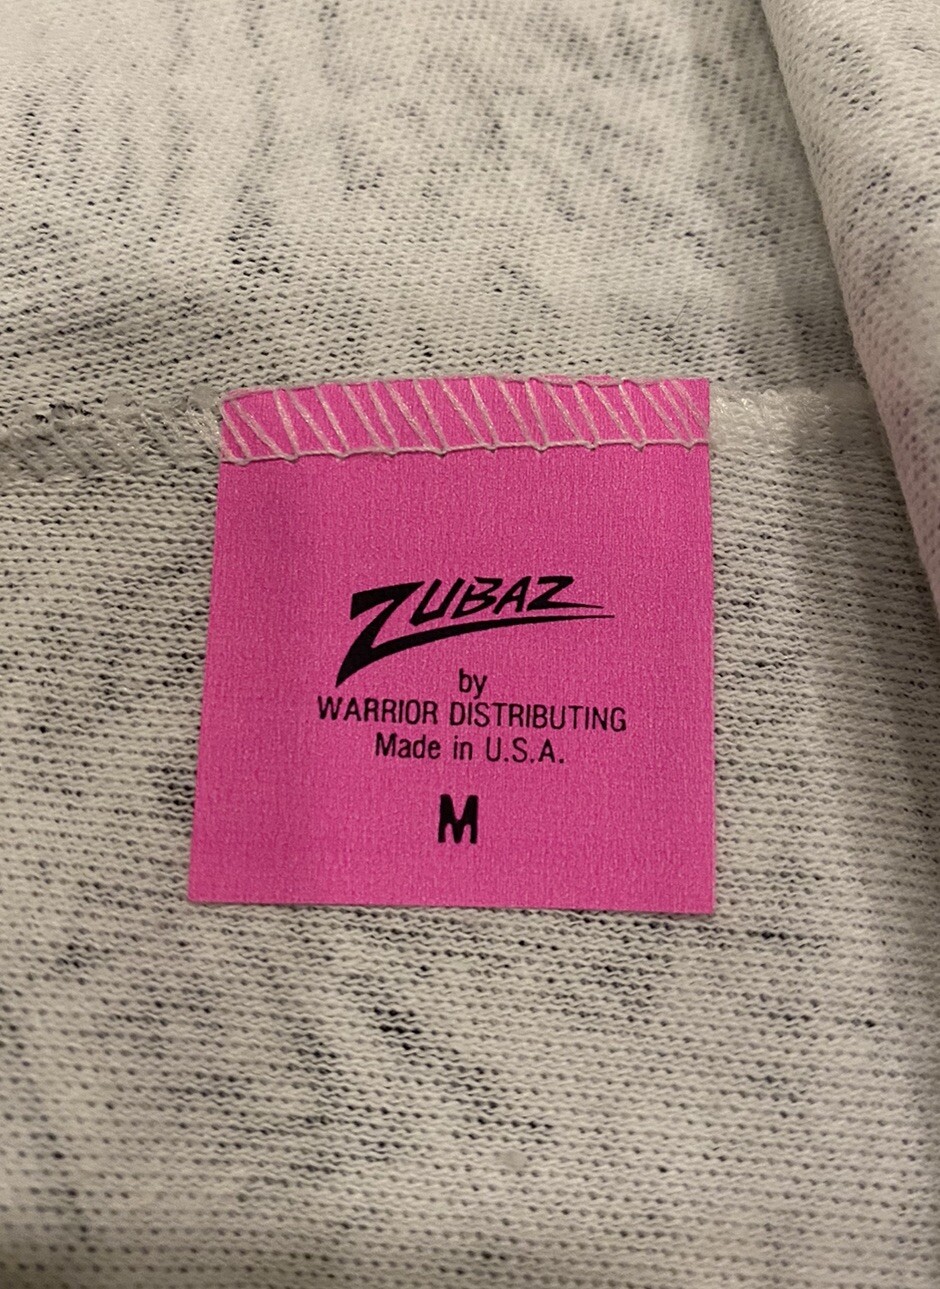 ZUBAZ
by
WARRIOR DISTRIBUTING
Made in U.S.A.
M